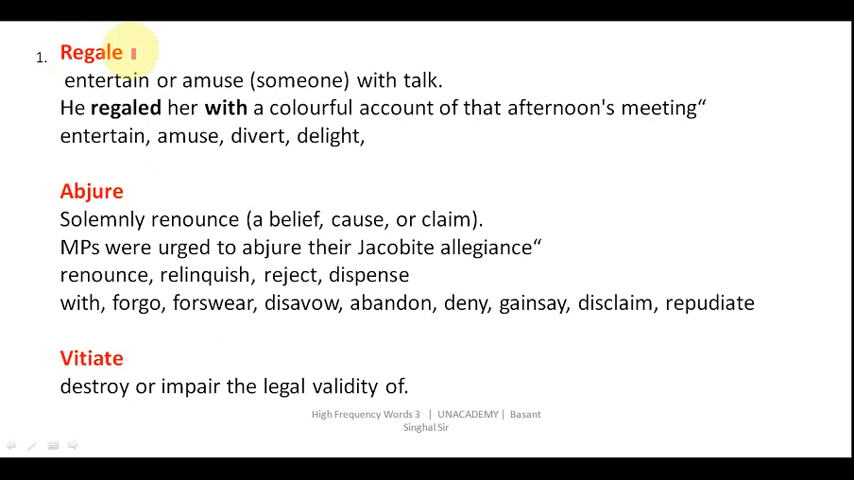 1. Regale
entertain or amuse (someone) with talk.
He regaled her with a colourful account of that afternoon's meeting“
entertain, amuse, divert, delight,
Abjure
Solemnly renounce (a belief, cause, or claim).
MPs were urged to abjure their Jacobite allegiance“
renounce, relinquish, reject, dispense
with, forgo, forswear, disavow, abandon, deny, gainsay, disclaim, repudiate
Vitiate
destroy or impair the legal validity of.
High Frequency Words 3 | UNACADEMY | Basant
Singhal Sir